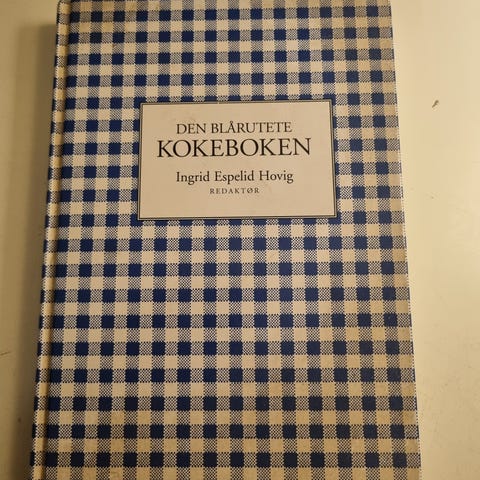 DEN BLÅRUTETE
KOKEBOKEN
Ingrid Espelid Hovig
REDAKTØR